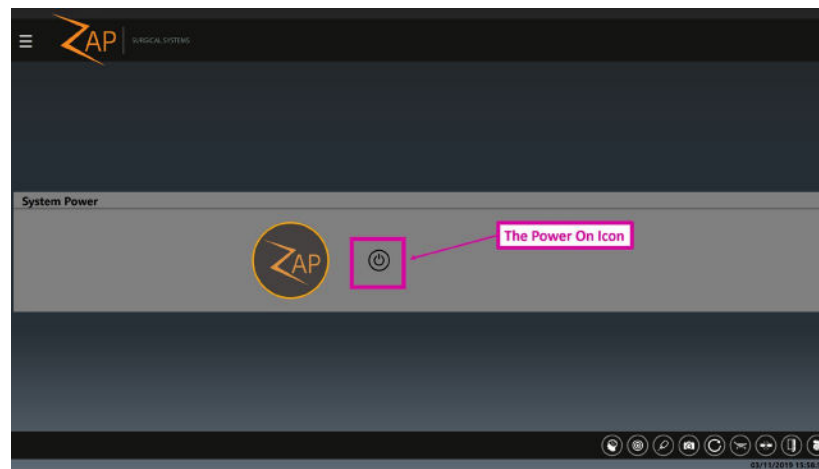 ZAP SURGICAL SYSTEMS
System Power
ZAP
The Power On Icon